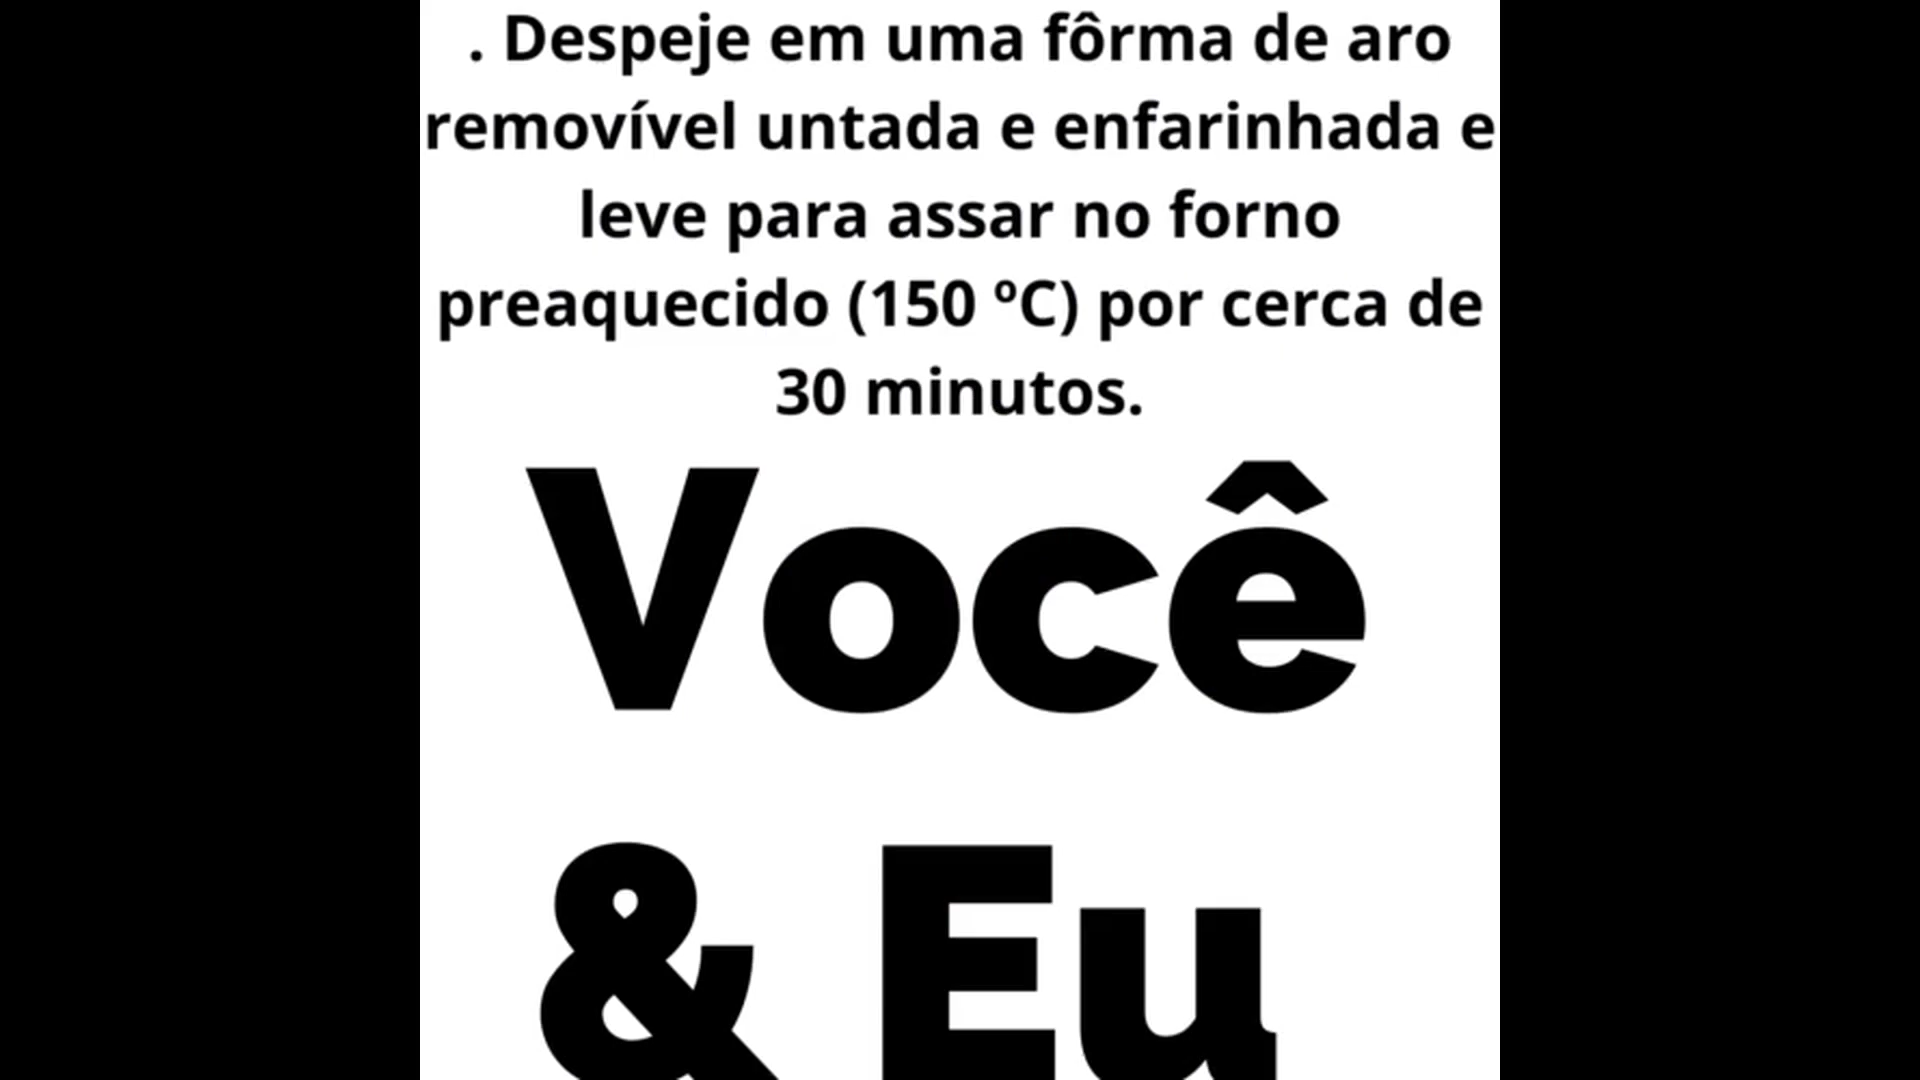 . Despeje em uma fôrma de aro
removível untada e enfarinhada e
leve para assar no forno
preaquecido (150 ºC) por cerca de
30 minutos.
Você
& Eu